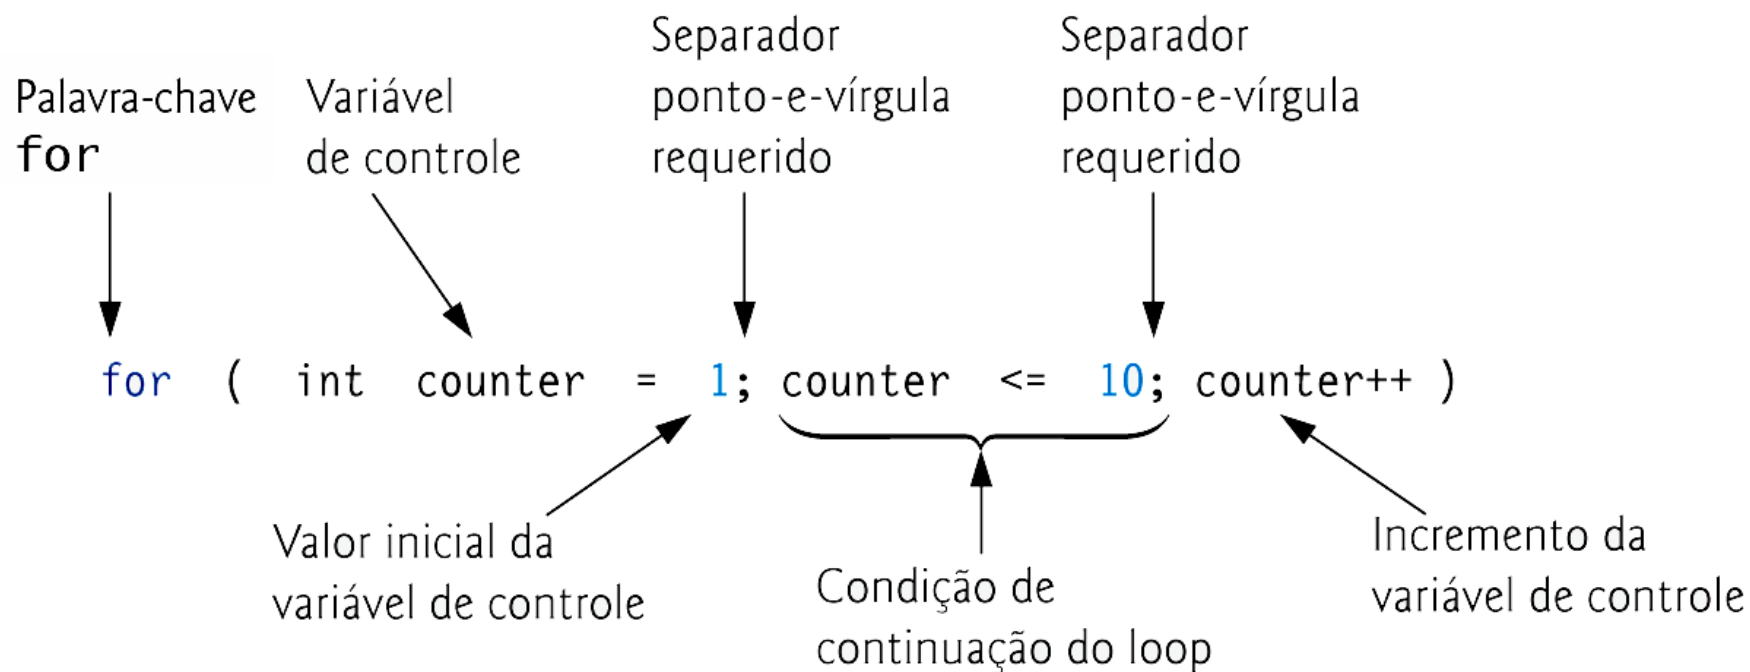 Separador
ponto-e-vírgula
requerido
Separador
ponto-e-vírgula
requerido
Palavra-chave
for
Variável
de controle
for ( int counter = 1; counter <= 10; counter++ )
Valor inicial da
variável de controle
Condição de
continuação do loop
Incremento da
variável de controle